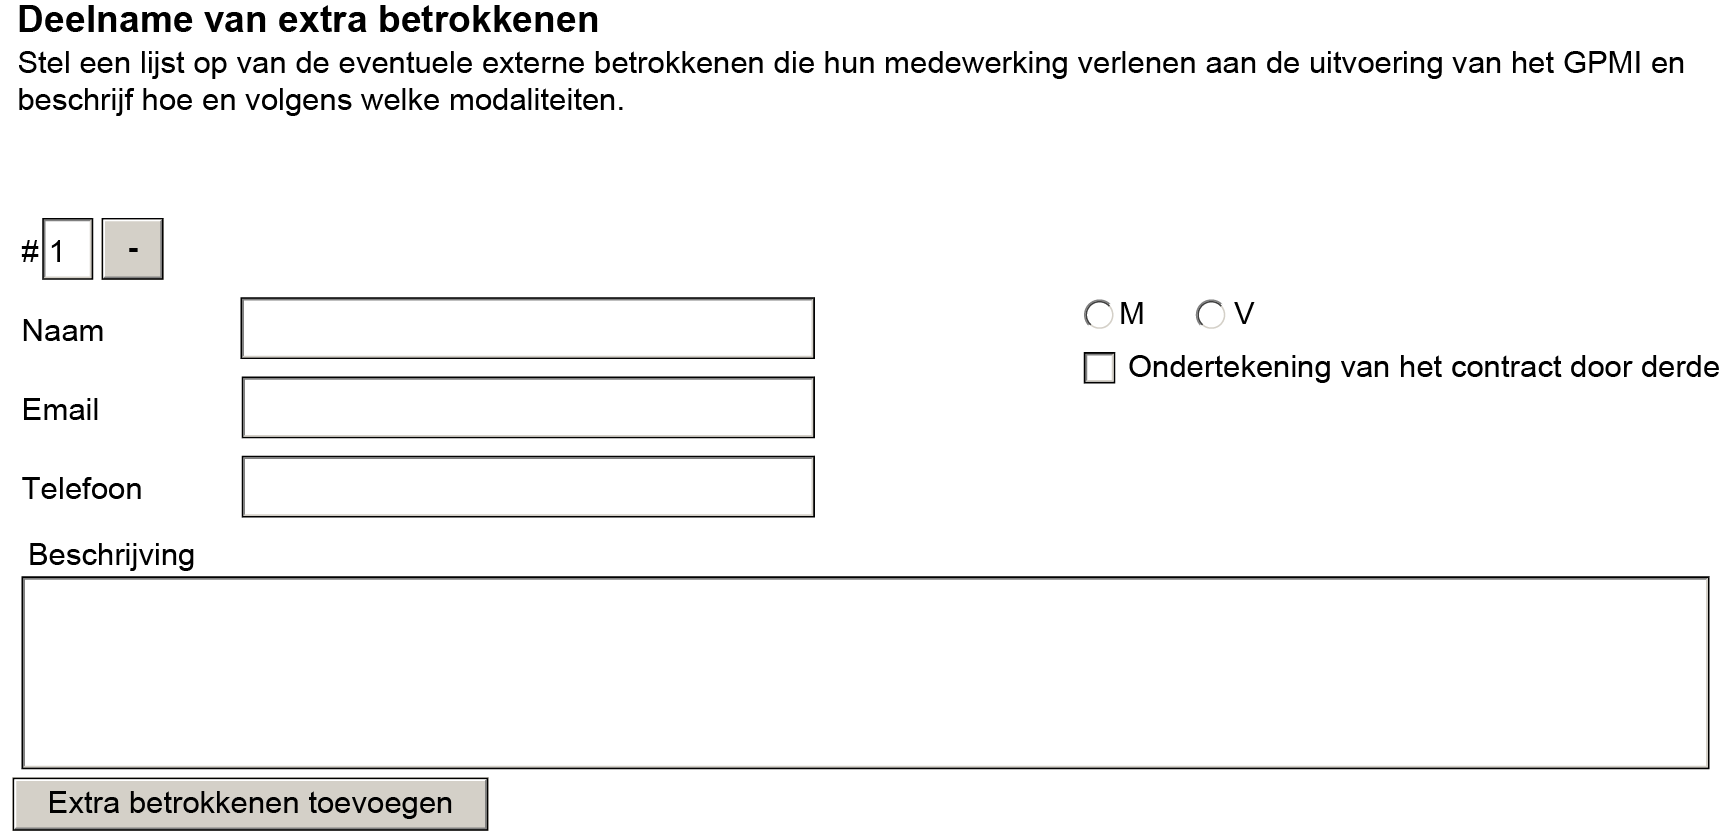 Deelname van extra betrokkenen
Stel een lijst op van de eventuele externe betrokkenen die hun medewerking verlenen aan de uitvoering van het GPMI en
beschrijf hoe en volgens welke modaliteiten.
#1 -
Naam
M V
Ondertekening van het contract door derde
Email
Telefoon
Beschrijving
Extra betrokkenen toevoegen